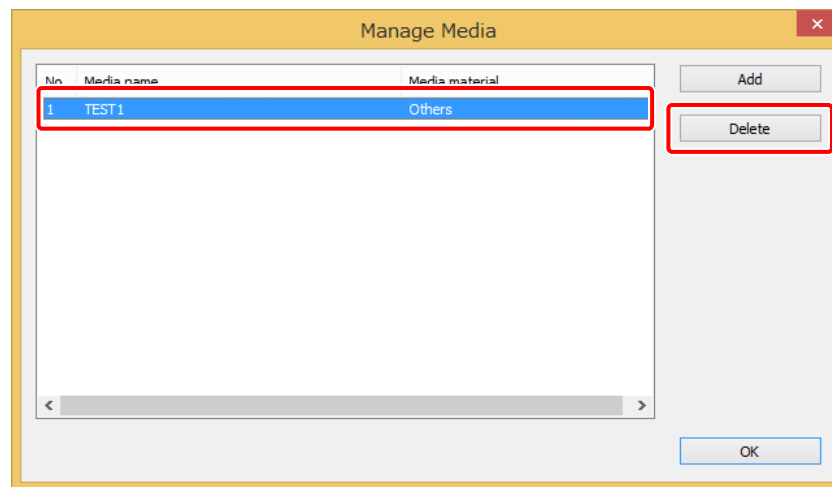 Manage Media
No. Media name Media material
1 TEST1 Others
Add
Delete
OK